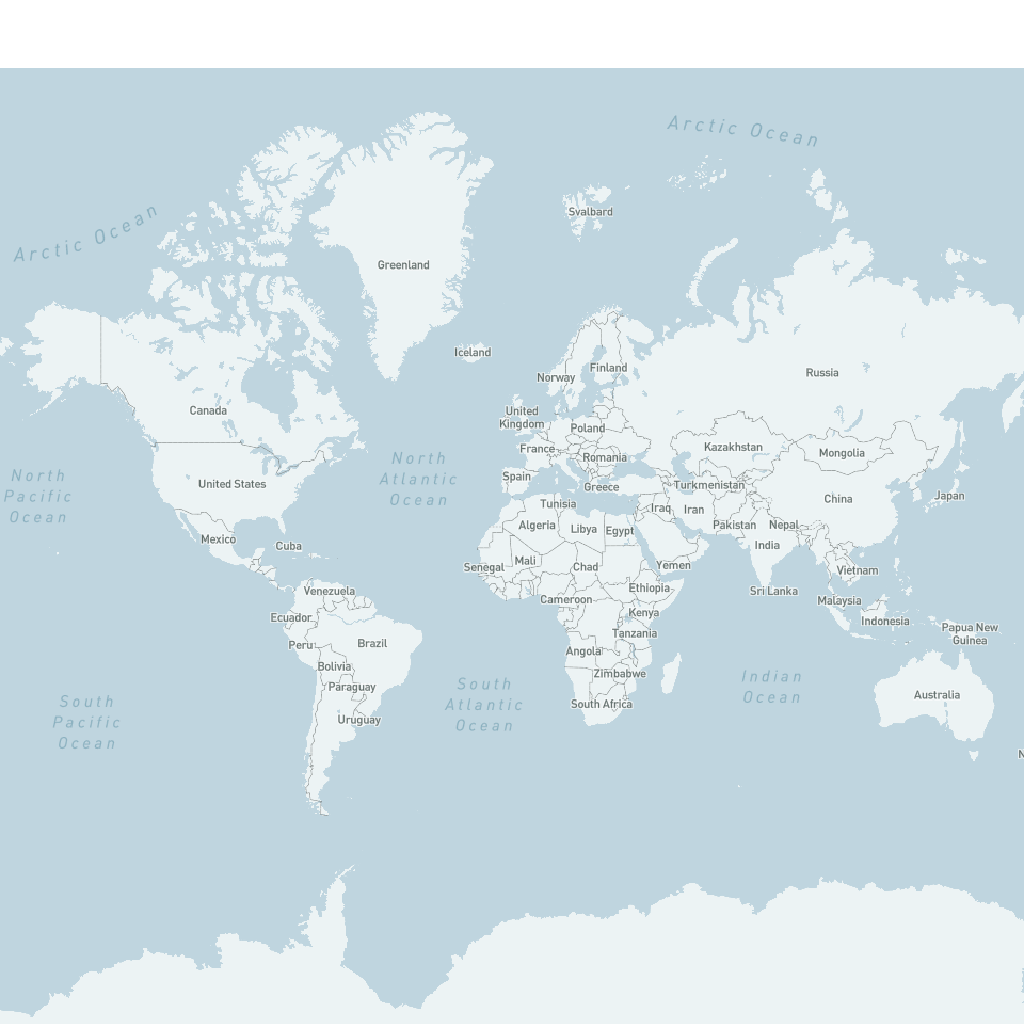 Arctic Ocean
Arctic Ocean
Svalbard
Greenland
Iceland
Norway
Finland
Russia
Canada
United
Kingdom
Poland
France
Romania
Kazakhstan
Mongolia
North
Pacific
Ocean
United States
North
Atlantic
Ocean
Spain
Greece
Turkmenistan
China
Japan
Tunisia
Iraq
Iran
Algeria
Libya
Egypt
Pakistan
Nepal
Mexico
Cuba
India
Senegal
Mali
Chad
Yemen
Vietnam
Venezuela
Cameroon
Ethiopia
Sri Lanka
Malaysia
Ecuador
Kenya
Indonesia
Papua New
Guinea
Peru
Brazil
Tanzania
Angola
Bolivia
Zimbabwe
Paraguay
South
Pacific
Ocean
South
Atlantic
Ocean
Indian
Ocean
Australia
Uruguay
South Africa